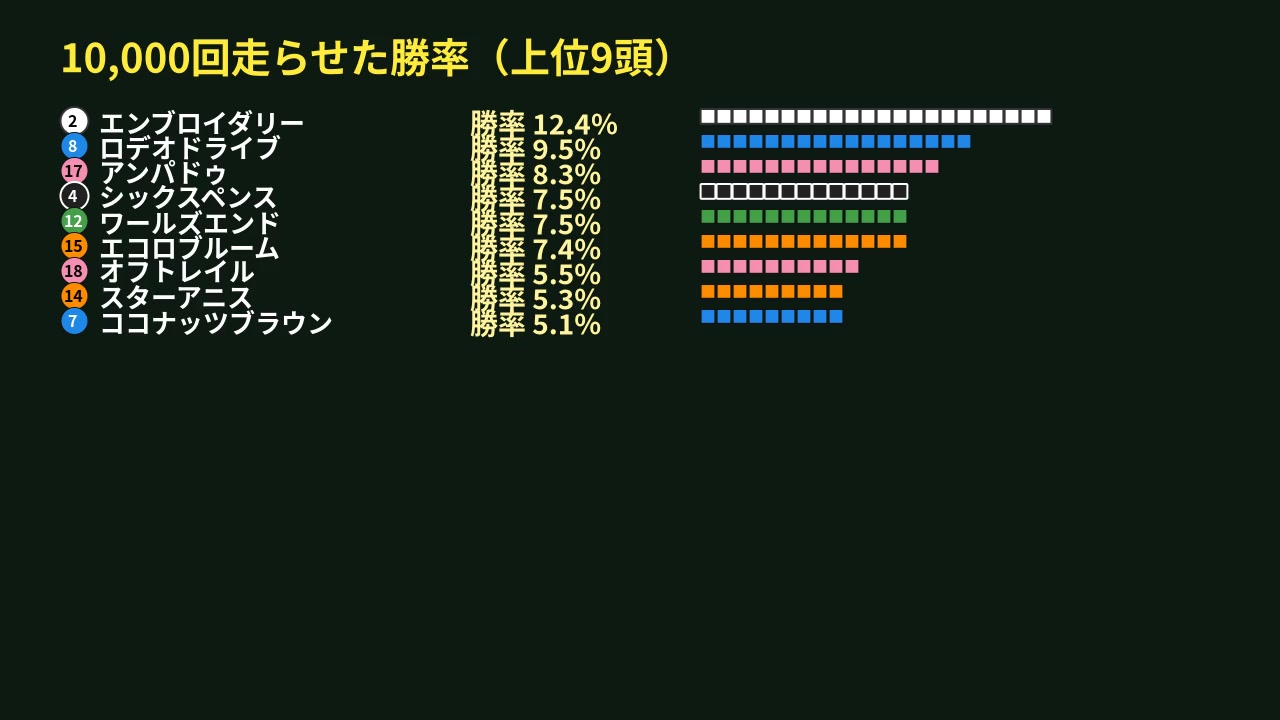 10,000回走らせた勝率（上位9頭）
2 エンブロイダリー 勝率 12.4%
8 ロデオドライブ 勝率 9.5%
17 アンパドゥ 勝率 8.3%
4 シックスペンス 勝率 7.5%
12 ワールズエンド 勝率 7.5%
15 エコロブルーム 勝率 7.4%
18 オフトレイル 勝率 5.5%
14 スターアニス 勝率 5.3%
7 ココナッツブラウン 勝率 5.1%